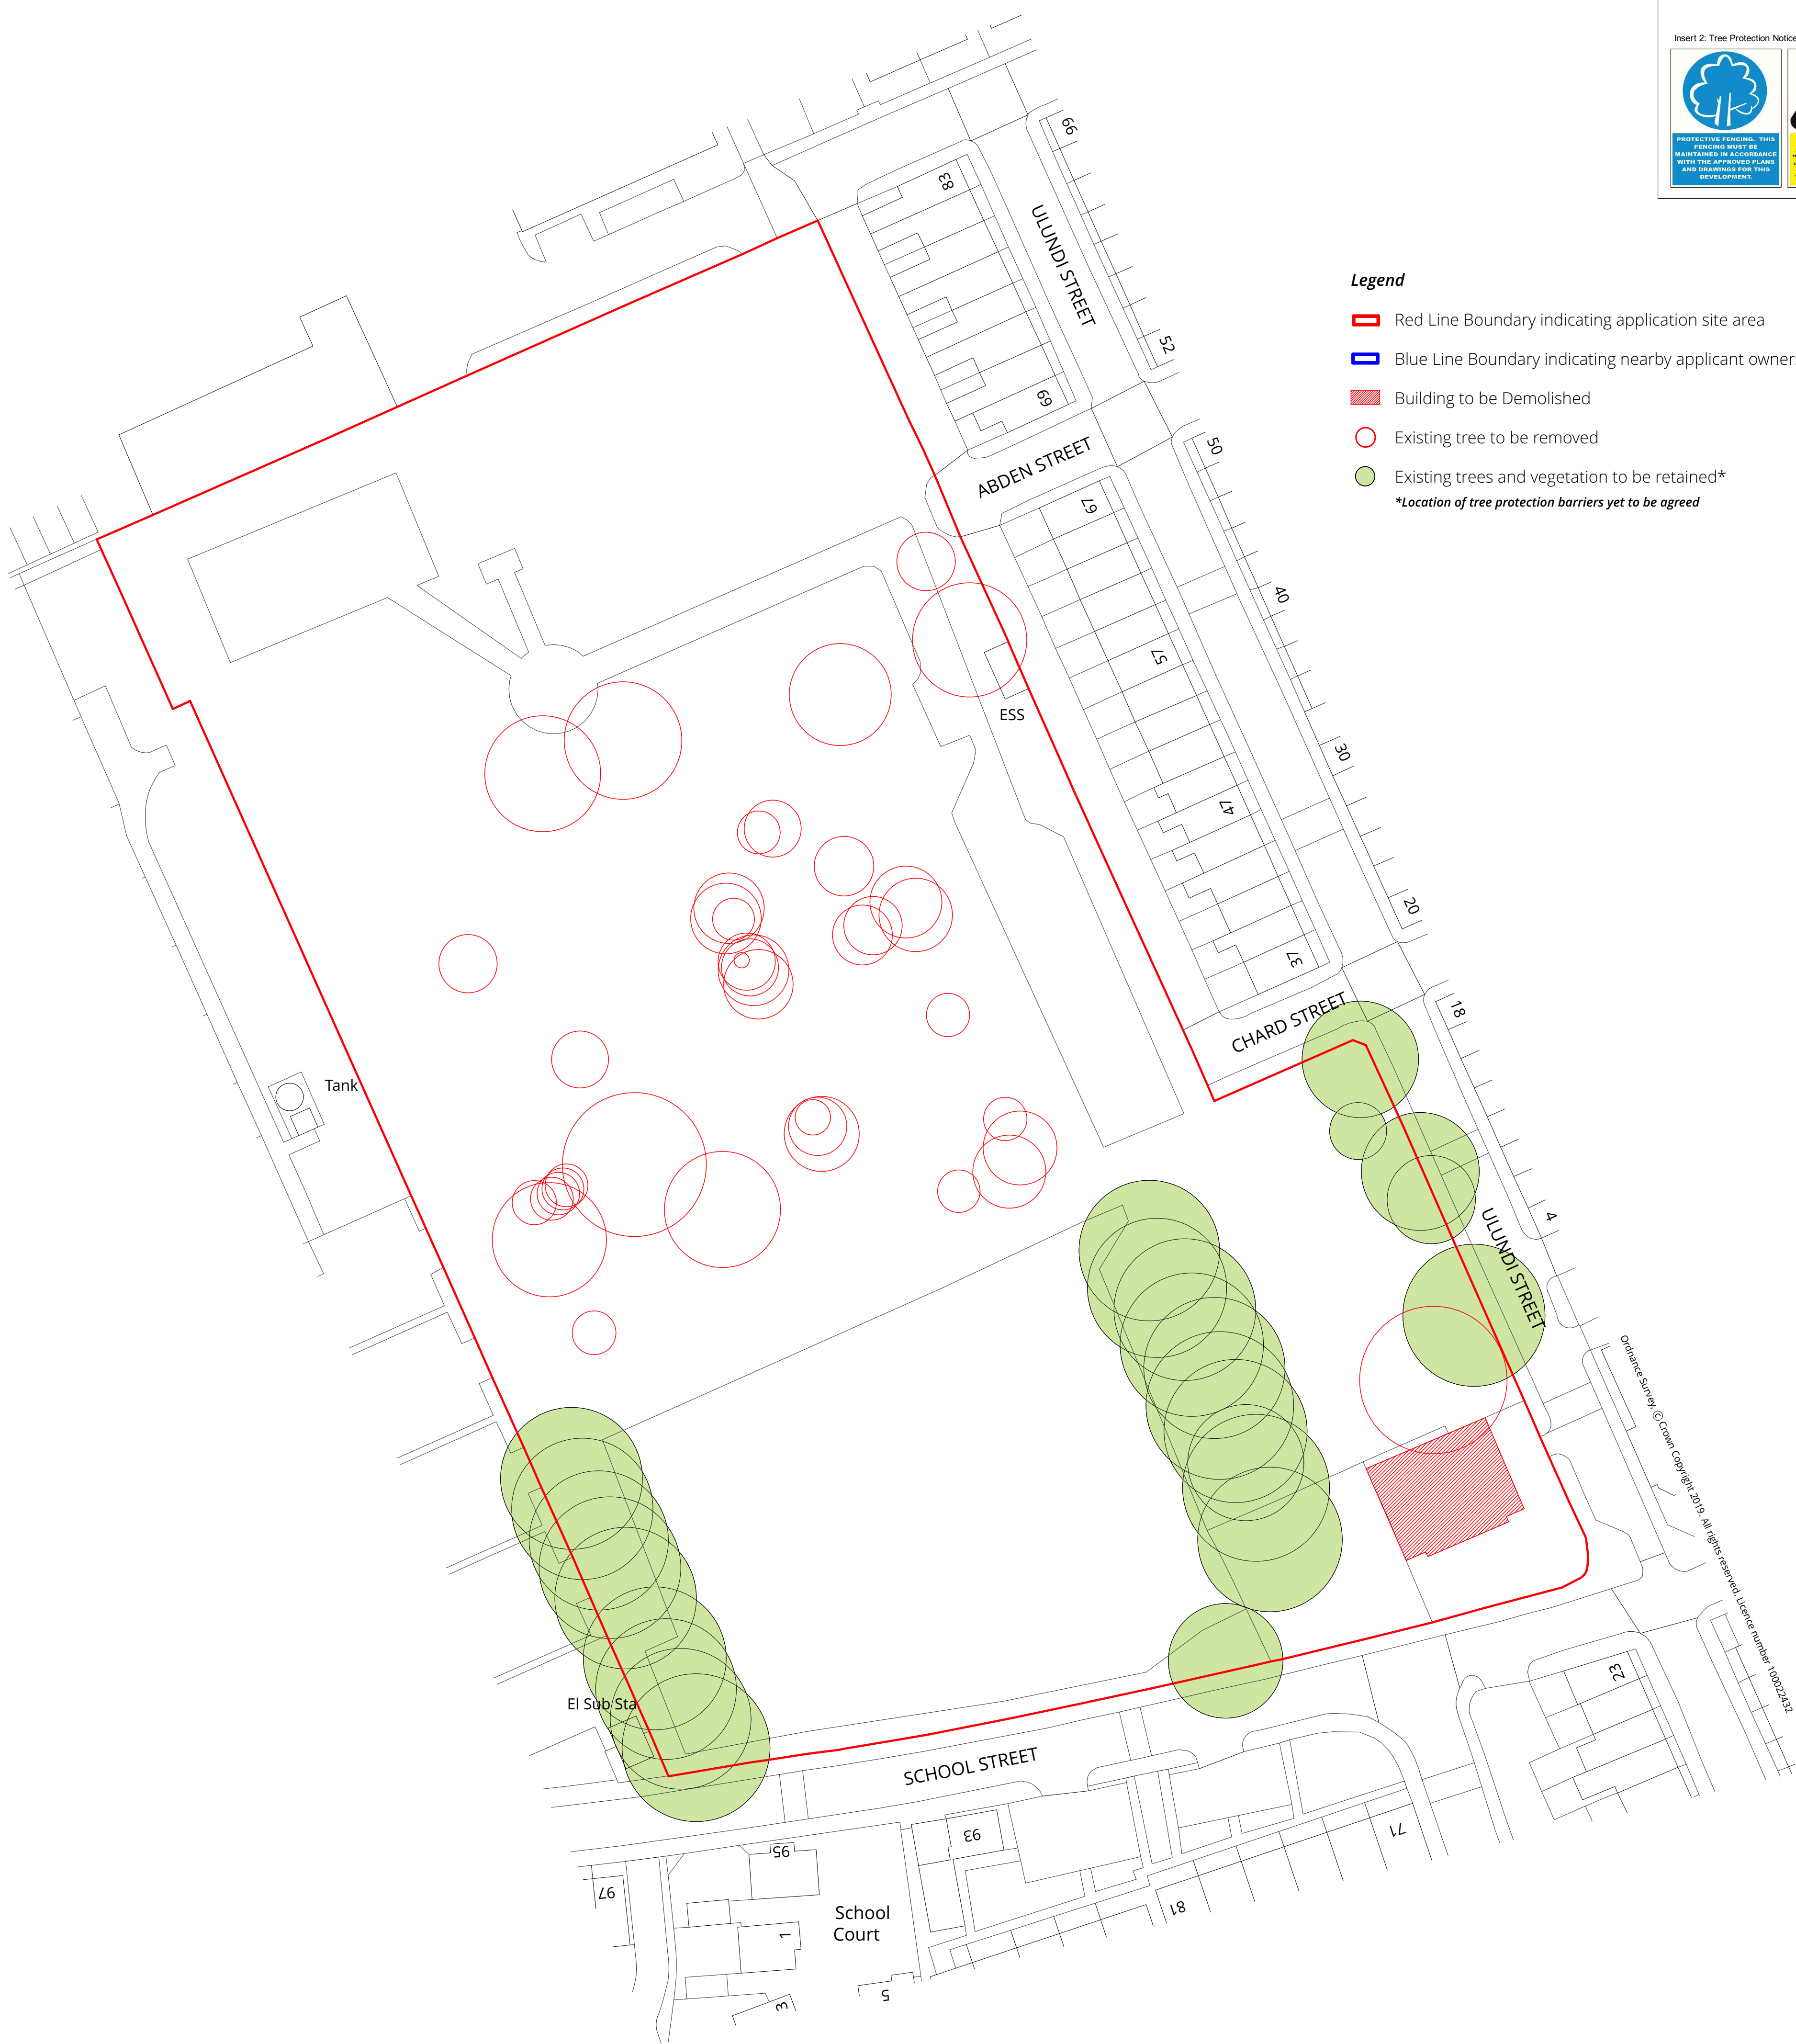 Insert 2: Tree Protection Notice
PROTECTIVE FENCING. THIS
FENCING MUST BE
MAINTAINED IN ACCORDANCE
WITH THE APPROVED PLANS
AND DRAWINGS FOR THIS
DEVELOPMENT.
Legend
Red Line Boundary indicating application site area
Blue Line Boundary indicating nearby applicant owner
Building to be Demolished
Existing tree to be removed
Existing trees and vegetation to be retained*
*Location of tree protection barriers yet to be agreed
66
83
ULUNDI STREET
52
69
ABDEN STREET
50
67
40
57
ESS
30
47
20
37
18
CHARD STREET
Tank
4
ULUNDI STREET
Ordnance Survey, © Crown Copyright 2019. All rights reserved. Licence number 100022432
El Sub Sta
23
SCHOOL STREET
93
71
95
97
81
School
Court
1
5
3